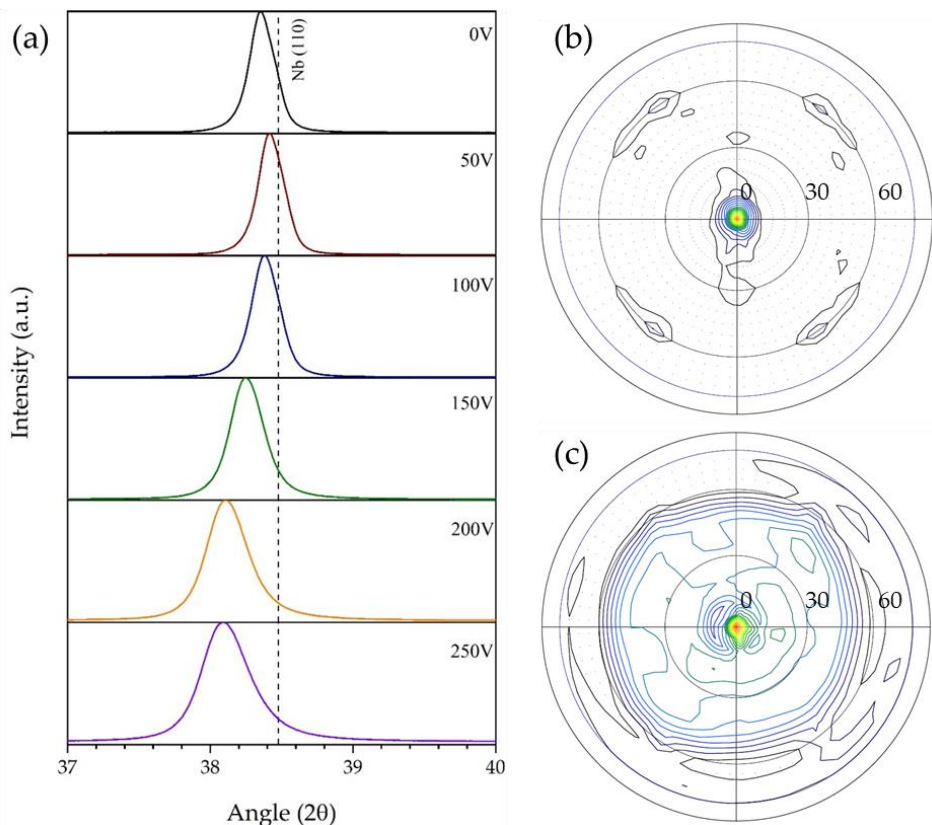 (a)
0V
Nb (110)
50V
100V
150V
200V
250V
Intensity (a.u.)
37 38 39 40
Angle (2θ)
(b)
0 30 60
(c)
0 30 60